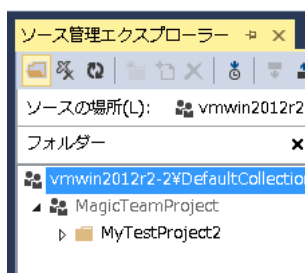 ソース管理エクスプローラー
ソースの場所(L): vmwin2012r2
フォルダー
vmwin2012r2-2¥DefaultCollection
MagicTeamProject
MyTestProject2